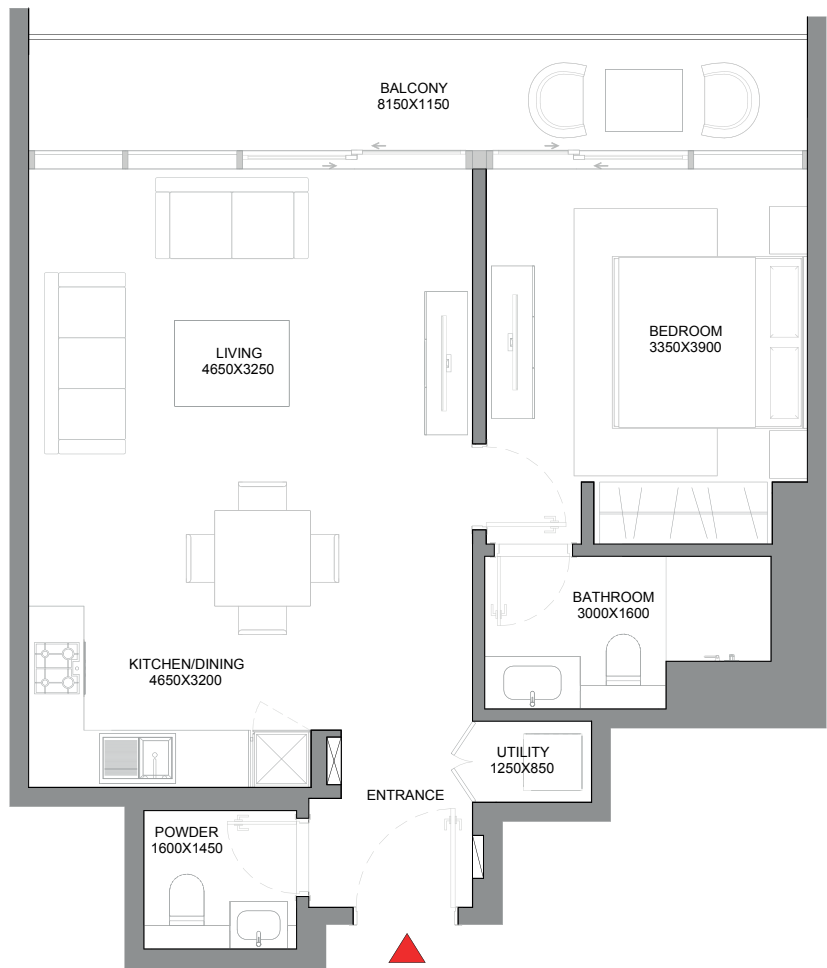 BALCONY
8150X1150
LIVING
4650X3250
BEDROOM
3350X3900
BATHROOM
3000X1600
KITCHEN/DINING
4650X3200
UTILITY
1250X850
ENTRANCE
POWDER
1600X1450